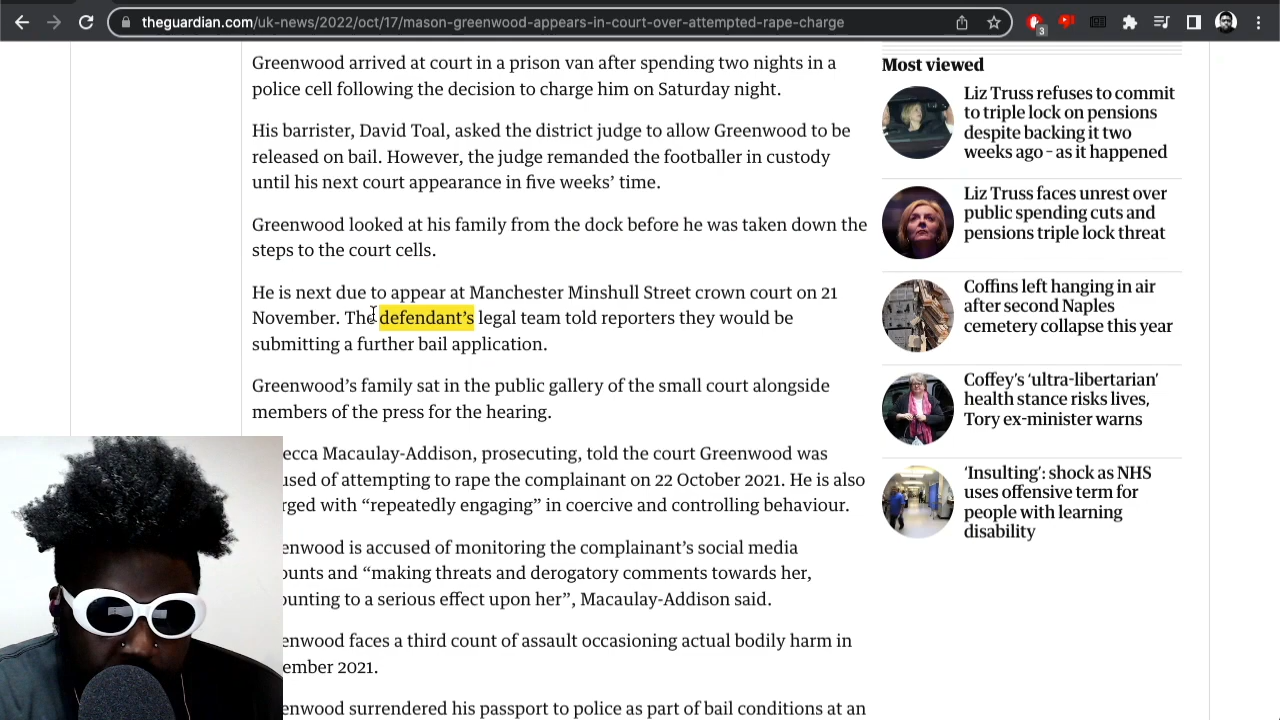 theguardian.com/uk-news/2022/oct/17/mason-greenwood-appears-in-court-over-attempted-rape-charge
3
Greenwood arrived at court in a prison van after spending two nights in a
police cell following the decision to charge him on Saturday night.
His barrister, David Toal, asked the district judge to allow Greenwood to be
released on bail. However, the judge remanded the footballer in custody
until his next court appearance in five weeks’ time.
Greenwood looked at his family from the dock before he was taken down the
steps to the court cells.
He is next due to appear at Manchester Minshull Street crown court on 21
November. The defendant’s legal team told reporters they would be
submitting a further bail application.
Greenwood’s family sat in the public gallery of the small court alongside
members of the press for the hearing.
ecca Macaulay-Addison, prosecuting, told the court Greenwood was
used of attempting to rape the complainant on 22 October 2021. He is also
rged with “repeatedly engaging” in coercive and controlling behaviour.
enwood is accused of monitoring the complainant’s social media
ounts and “making threats and derogatory comments towards her,
ounting to a serious effect upon her”, Macaulay-Addison said.
enwood faces a third count of assault occasioning actual bodily harm in
ember 2021.
enwood surrendered his passport to police as part of bail conditions at an
Most viewed
Liz Truss refuses to commit
to triple lock on pensions
despite backing it two
weeks ago – as it happened
Liz Truss faces unrest over
public spending cuts and
pensions triple lock threat
Coffins left hanging in air
after second Naples
cemetery collapse this year
Coffey’s ‘ultra-libertarian’
health stance risks lives,
Tory ex-minister warns
‘Insulting’: shock as NHS
uses offensive term for
people with learning
disability